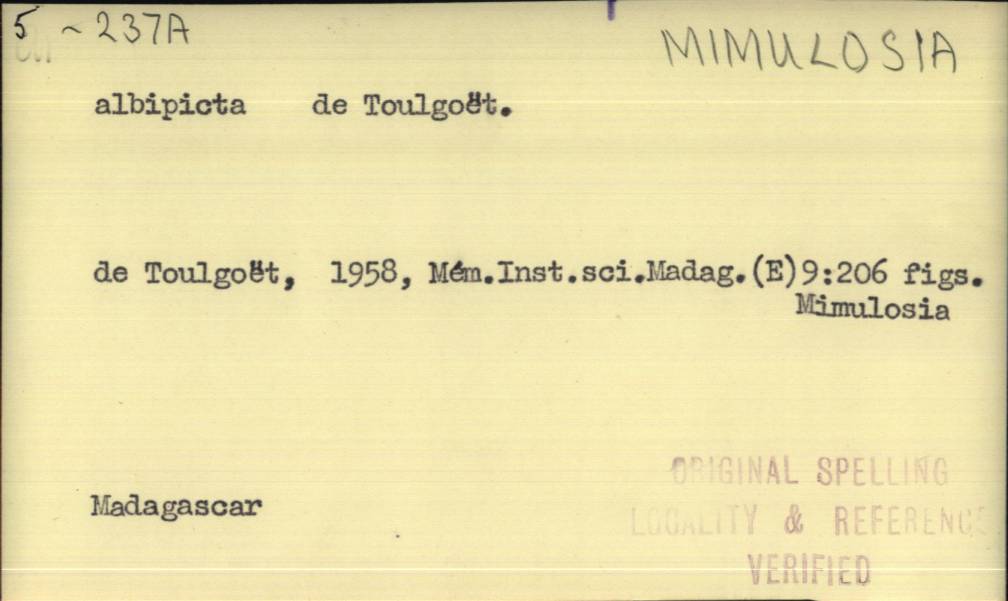 5 ~ 237A
MIMULOSIA
albipicta de Toulgoët.
de Toulgoët, 1958, Mém.Inst.sci.Madag.(E)9:206 figs.
Mimulosia
Madagascar
ORIGINAL SPELLING
LOCALITY & REFERENCE
VERIFIED